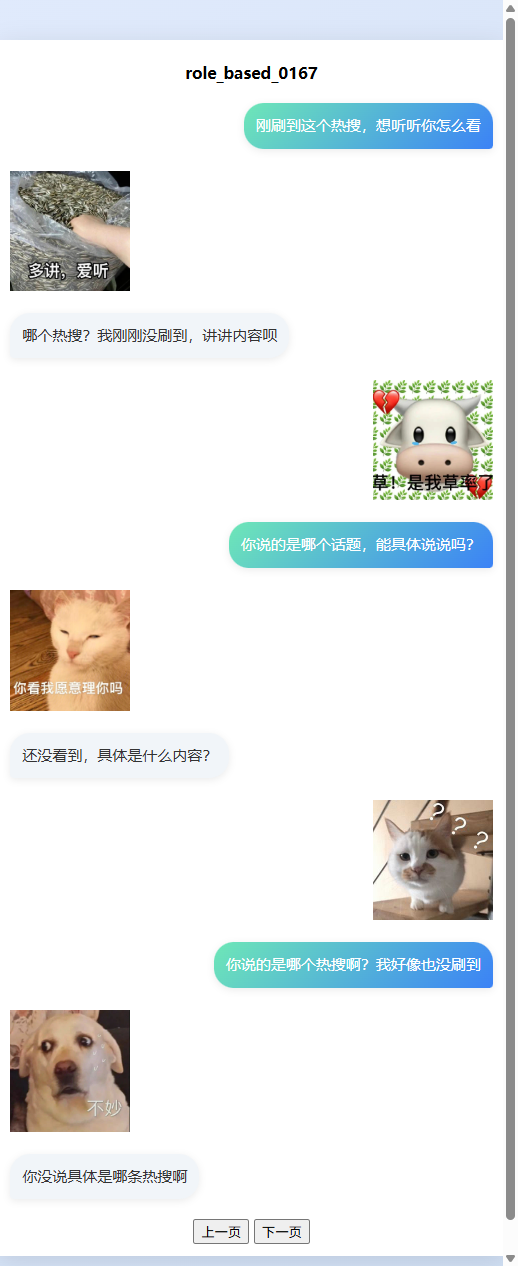 role_based_0167
刚刷到这个热搜，想听听你怎么看
多讲，爱听
哪个热搜？我刚刚没刷到，讲讲内容呗
草！是我草率了
你说的是哪个话题，能具体说说吗？
你看我愿意理你吗
还没看到，具体是什么内容？
? ? ?
你说的是哪个热搜啊？我好像也没刷到
不妙
你没说具体是哪条热搜啊
上一页 下一页